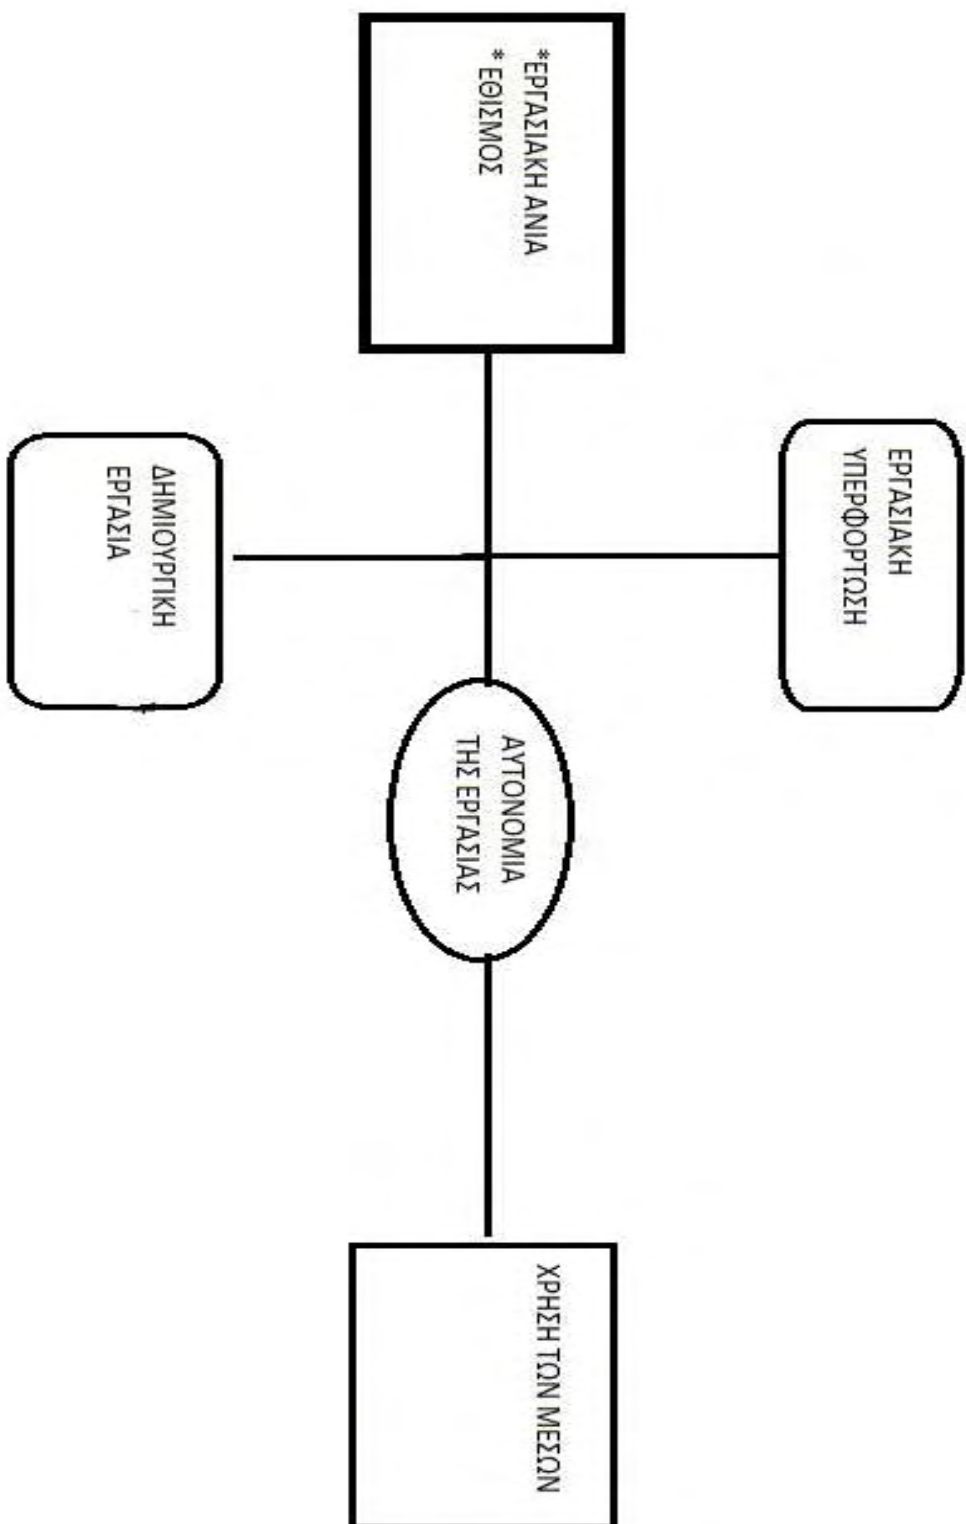 ΕΡΓΑΣΙΑΚΗ
ΥΠΕΡΦΟΡΤΩΣΗ
*ΕΡΓΑΣΙΑΚΗ ΑΝΙΑ
* ΕΘΙΣΜΟΣ
ΑΥΤΟΝΟΜΙΑ
ΤΗΣ ΕΡΓΑΣΙΑΣ
ΧΡΗΣΗ ΤΩΝ ΜΕΣΩΝ
ΔΗΜΙΟΥΡΓΙΚΗ
ΕΡΓΑΣΙΑ